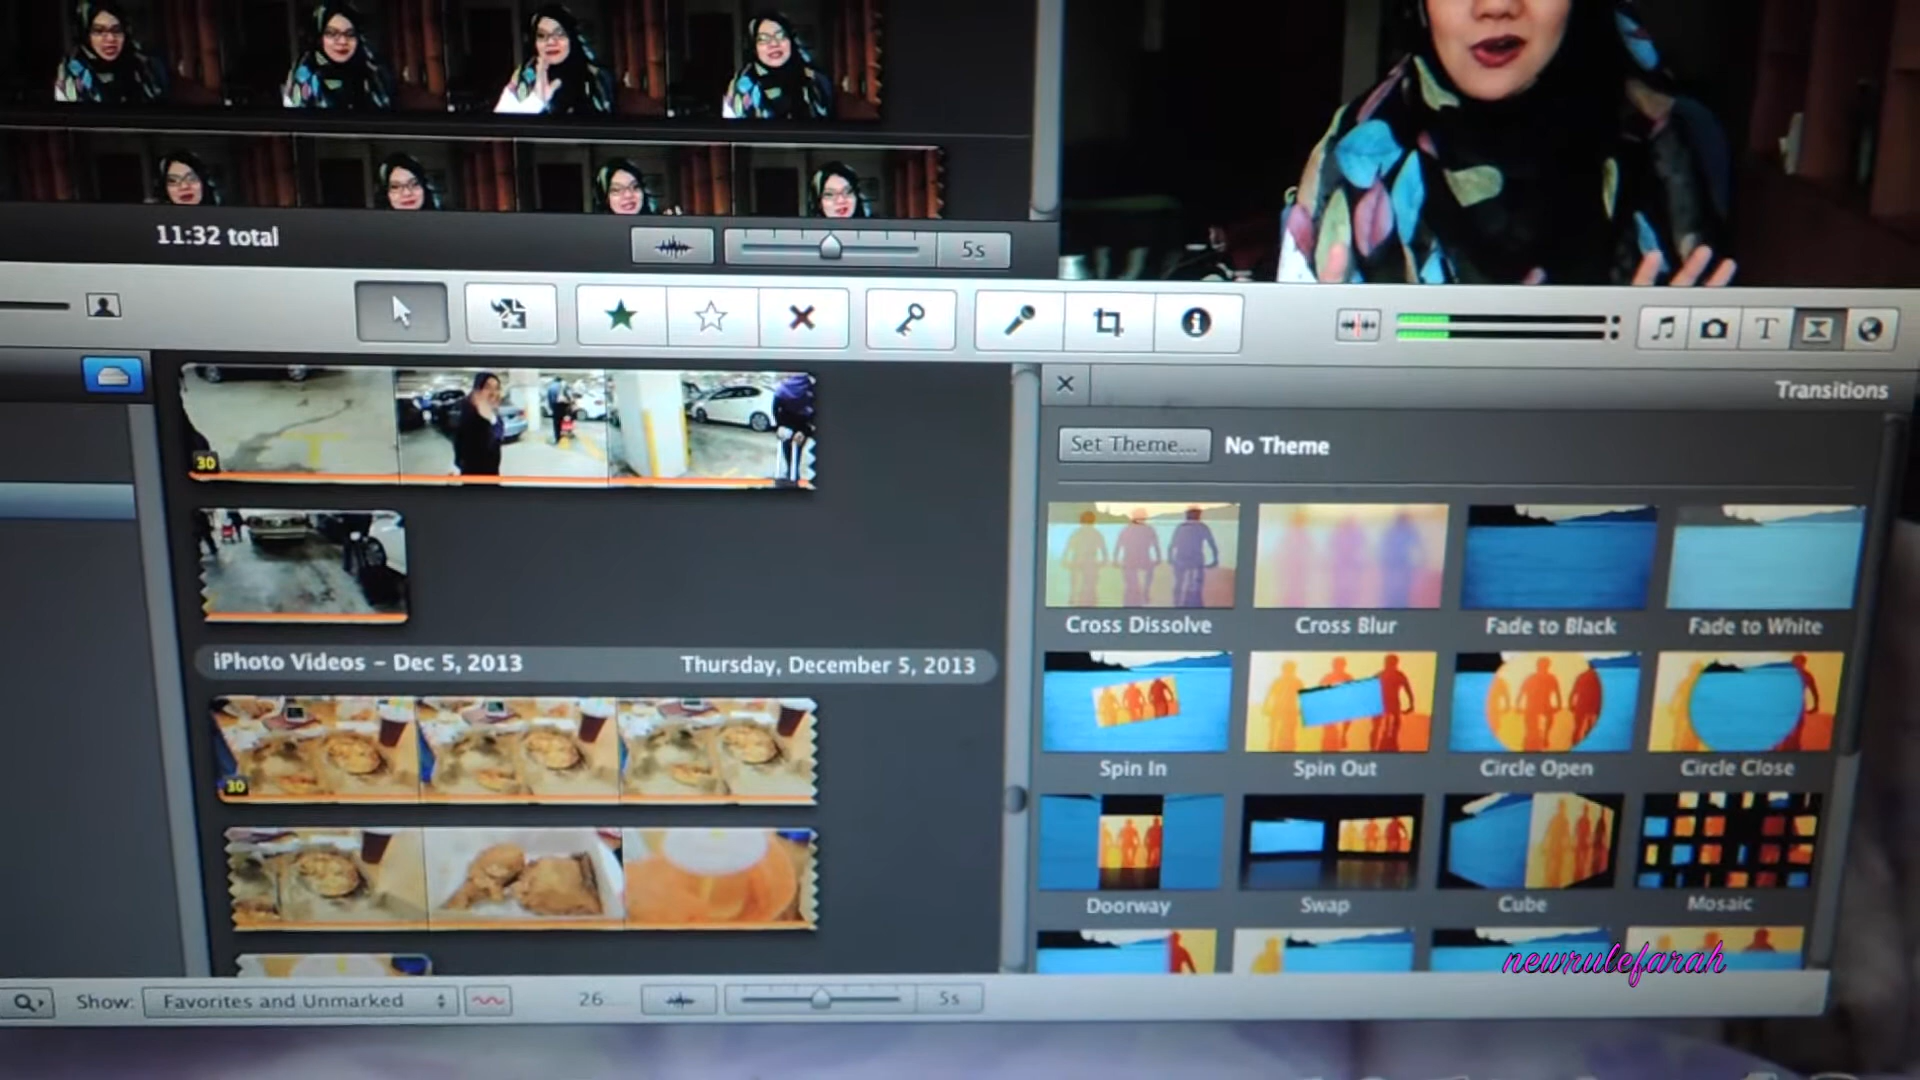 11:32 total
5s
T
Transitions
Set Theme... No Theme
30
Cross Dissolve Cross Blur Fade to Black Fade to White
iPhoto Videos – Dec 5, 2013 Thursday, December 5, 2013
Spin In Spin Out Circle Open Circle Close
30
Doorway Swap Cube Mosaic
newrulefarah
Show: Favorites and Unmarked 26 5s